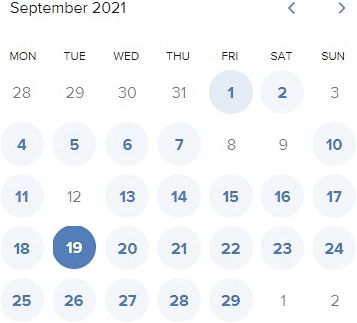 September 2021
MON TUE WED THU FRI SAT SUN
28 29 30 31 1 2 3
4 5 6 7 8 9 10
11 12 13 14 15 16 17
18 19 20 21 22 23 24
25 26 27 28 29 1 2